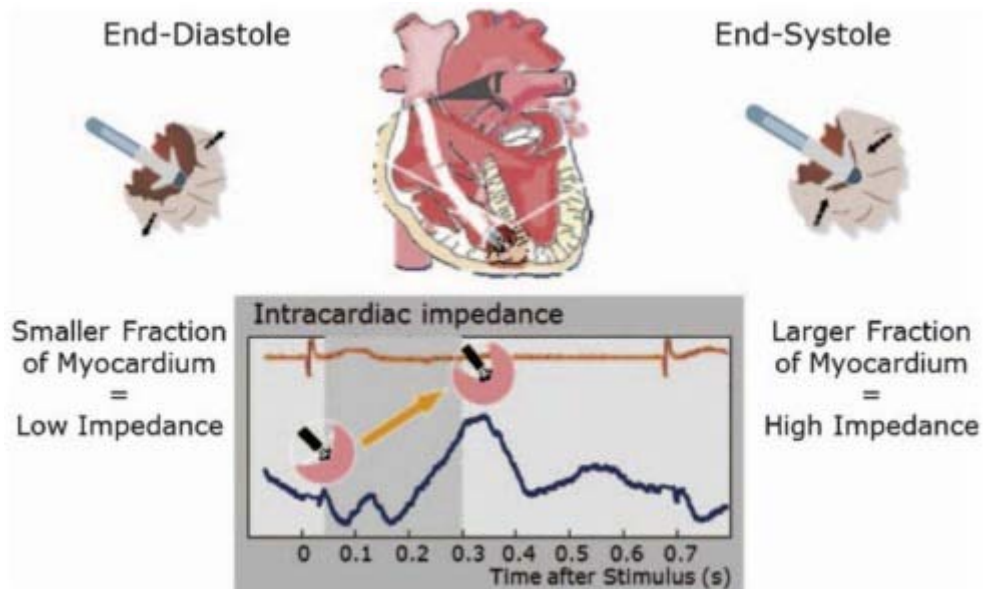 End-Diastole
End-Systole
Smaller Fraction
of Myocardium
=
Low Impedance
Larger Fraction
of Myocardium
=
High Impedance
Intracardiac impedance
0 0.1 0.2 0.3 0.4 0.5 0.6 0.7
Time after Stimulus (s)